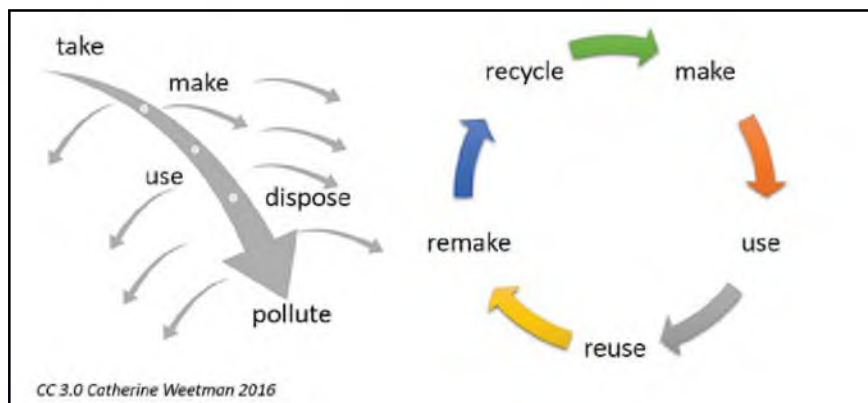 take
make
use
dispose
pollute
recycle
make
use
reuse
remake
CC 3.0 Catherine Weetman 2016